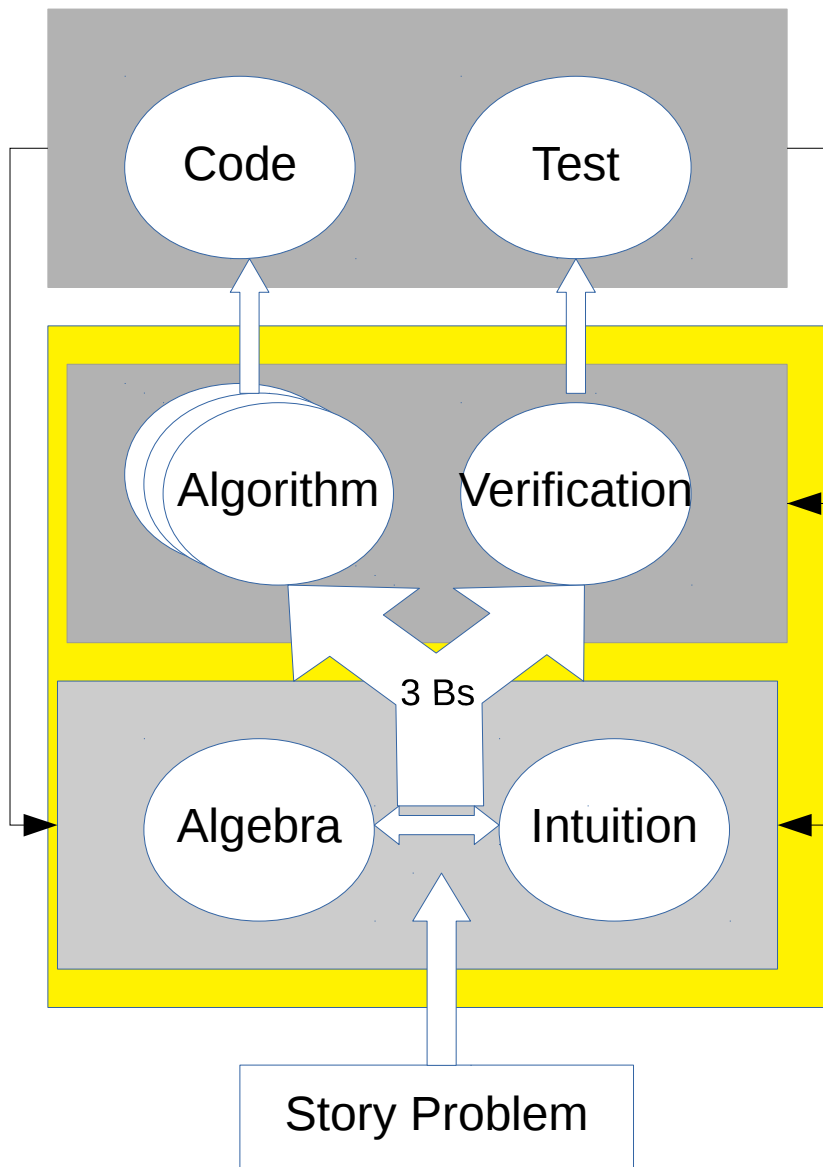 Code
Test
Algorithm
Verification
3 Bs
Algebra
Intuition
Story Problem